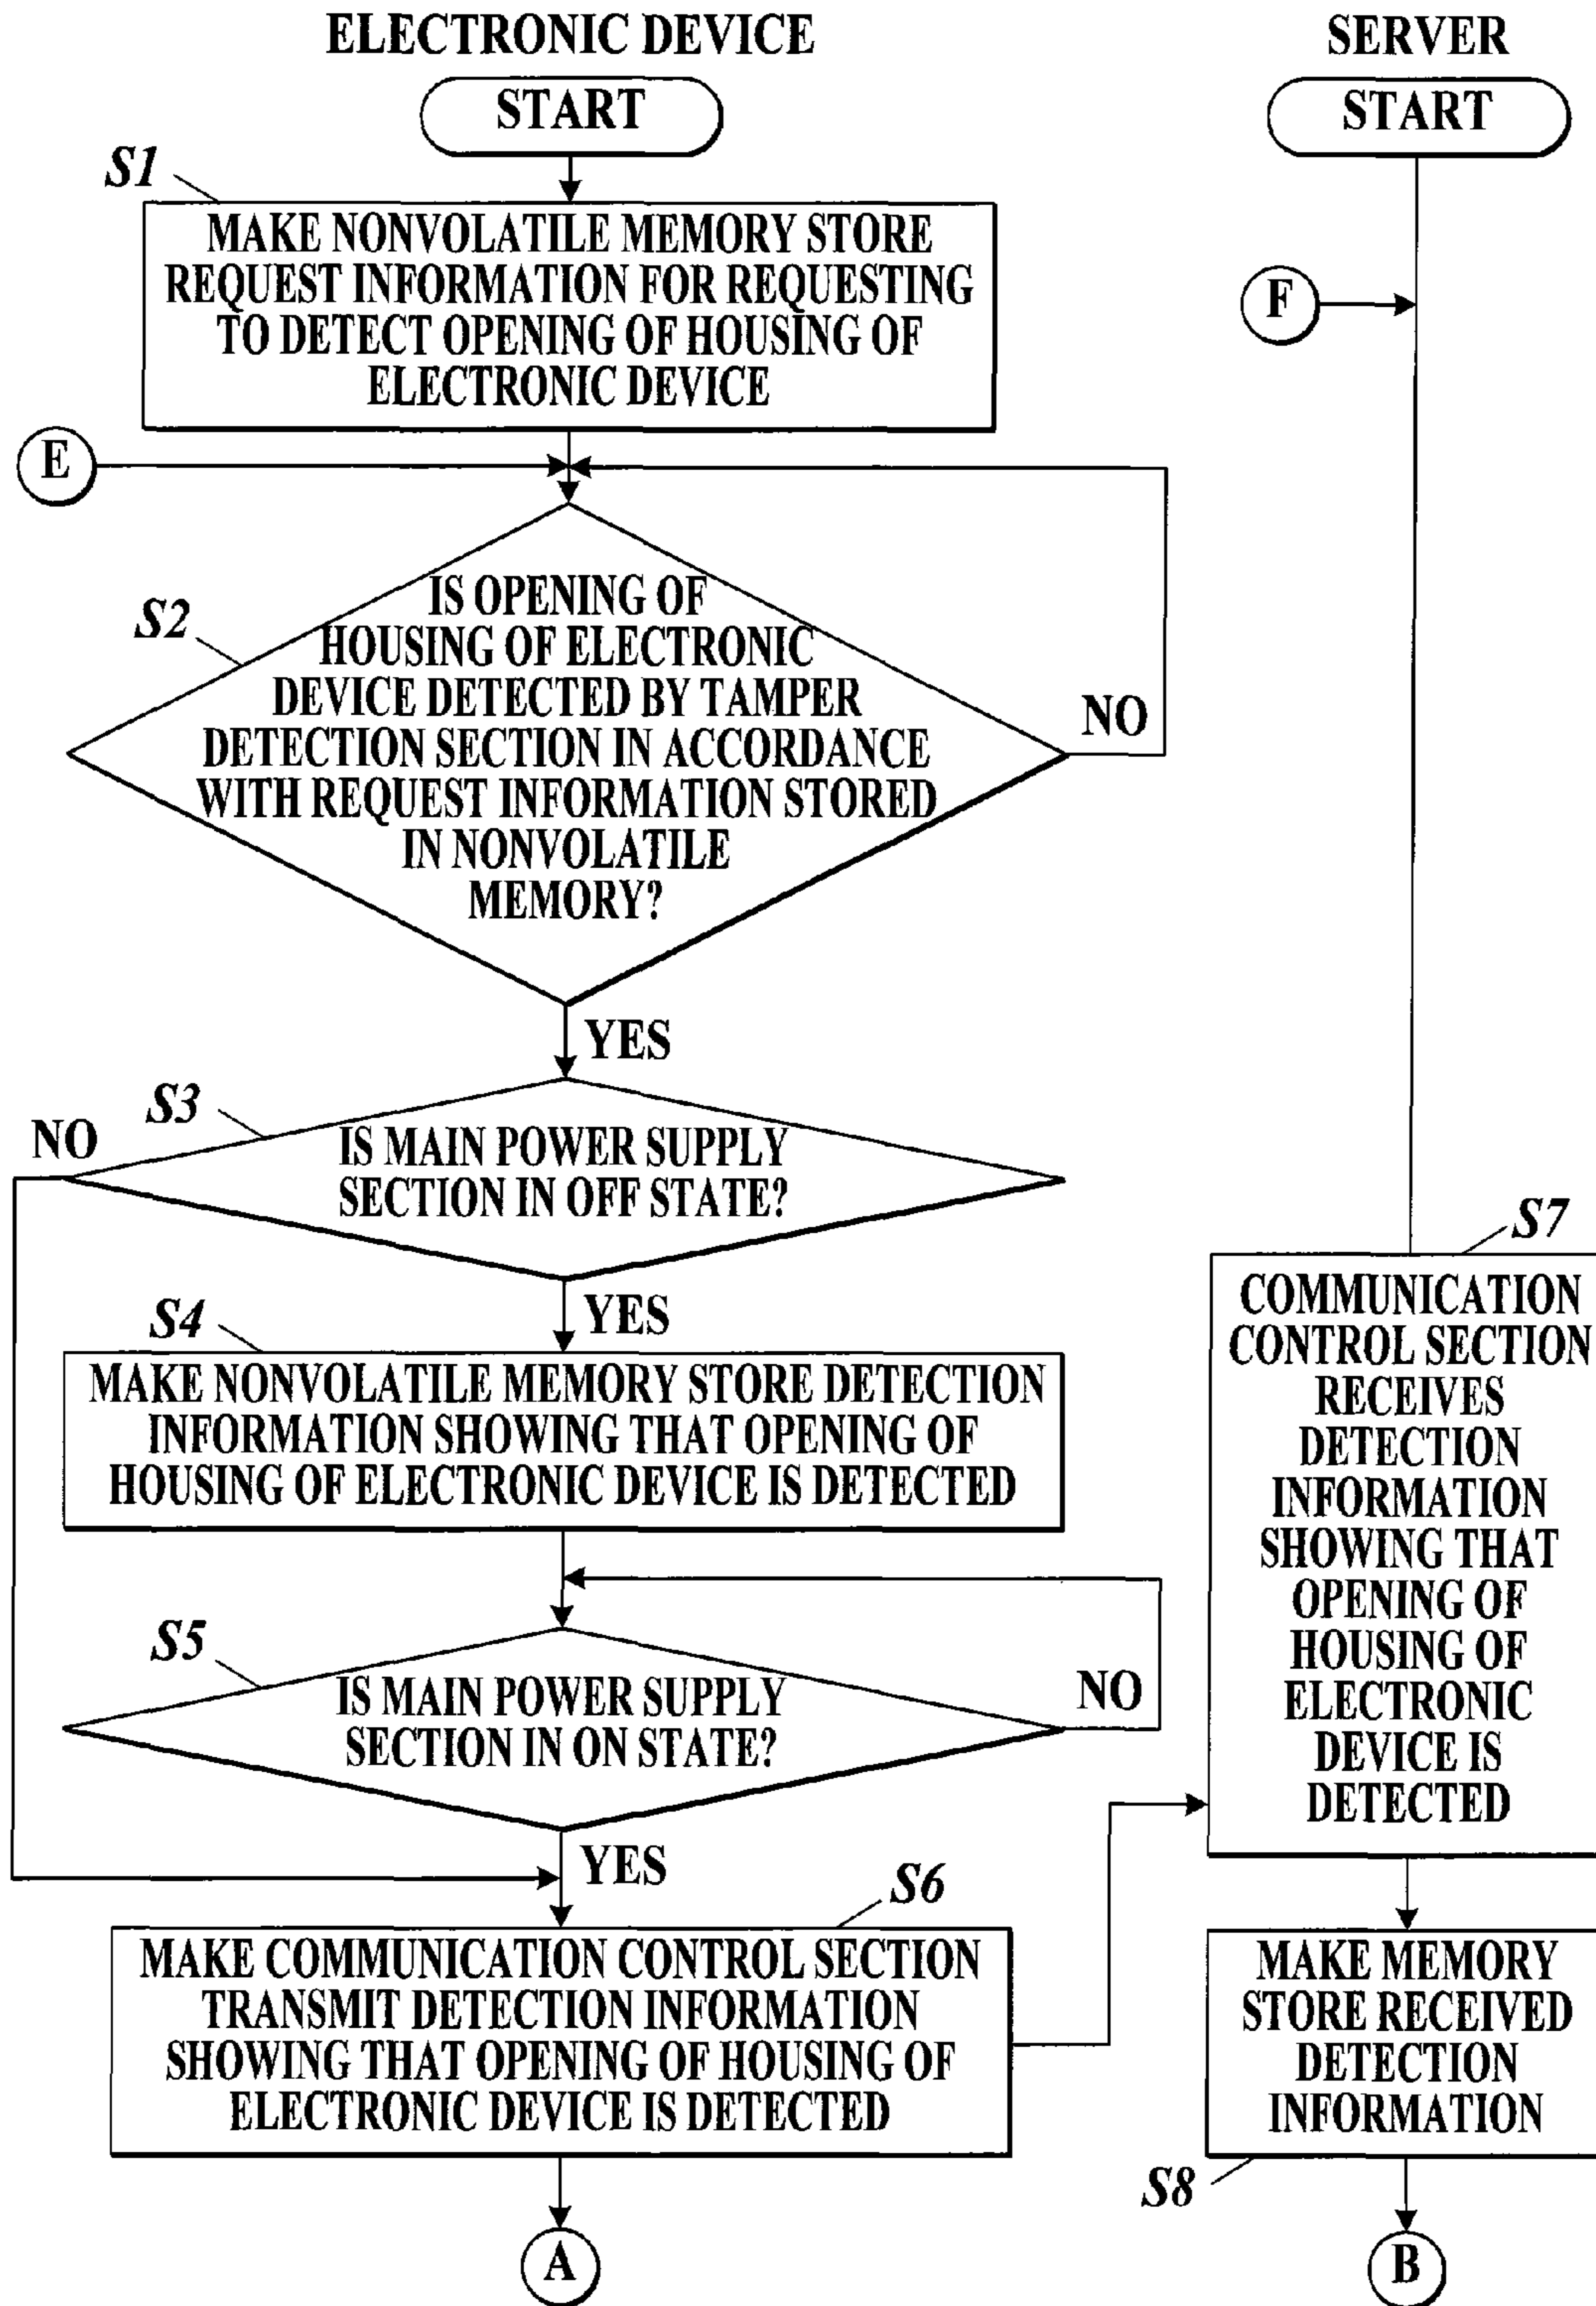 ELECTRONIC DEVICE
START
S1
MAKE NONVOLATILE MEMORY STORE
REQUEST INFORMATION FOR REQUESTING
TO DETECT OPENING OF HOUSING OF
ELECTRONIC DEVICE
E
S2
IS OPENING OF
HOUSING OF ELECTRONIC
DEVICE DETECTED BY TAMPER
DETECTION SECTION IN ACCORDANCE
WITH REQUEST INFORMATION STORED
IN NONVOLATILE
MEMORY?
NO
YES
S3
NO
IS MAIN POWER SUPPLY
SECTION IN OFF STATE?
YES
S4
MAKE NONVOLATILE MEMORY STORE DETECTION
INFORMATION SHOWING THAT OPENING OF
HOUSING OF ELECTRONIC DEVICE IS DETECTED
S5
IS MAIN POWER SUPPLY
SECTION IN ON STATE?
NO
YES
S6
MAKE COMMUNICATION CONTROL SECTION
TRANSMIT DETECTION INFORMATION
SHOWING THAT OPENING OF HOUSING OF
ELECTRONIC DEVICE IS DETECTED
A
SERVER
START
F
S7
COMMUNICATION
CONTROL SECTION
RECEIVES
DETECTION
INFORMATION
SHOWING THAT
OPENING OF
HOUSING OF
ELECTRONIC
DEVICE IS
DETECTED
MAKE MEMORY
STORE RECEIVED
DETECTION
INFORMATION
S8
B